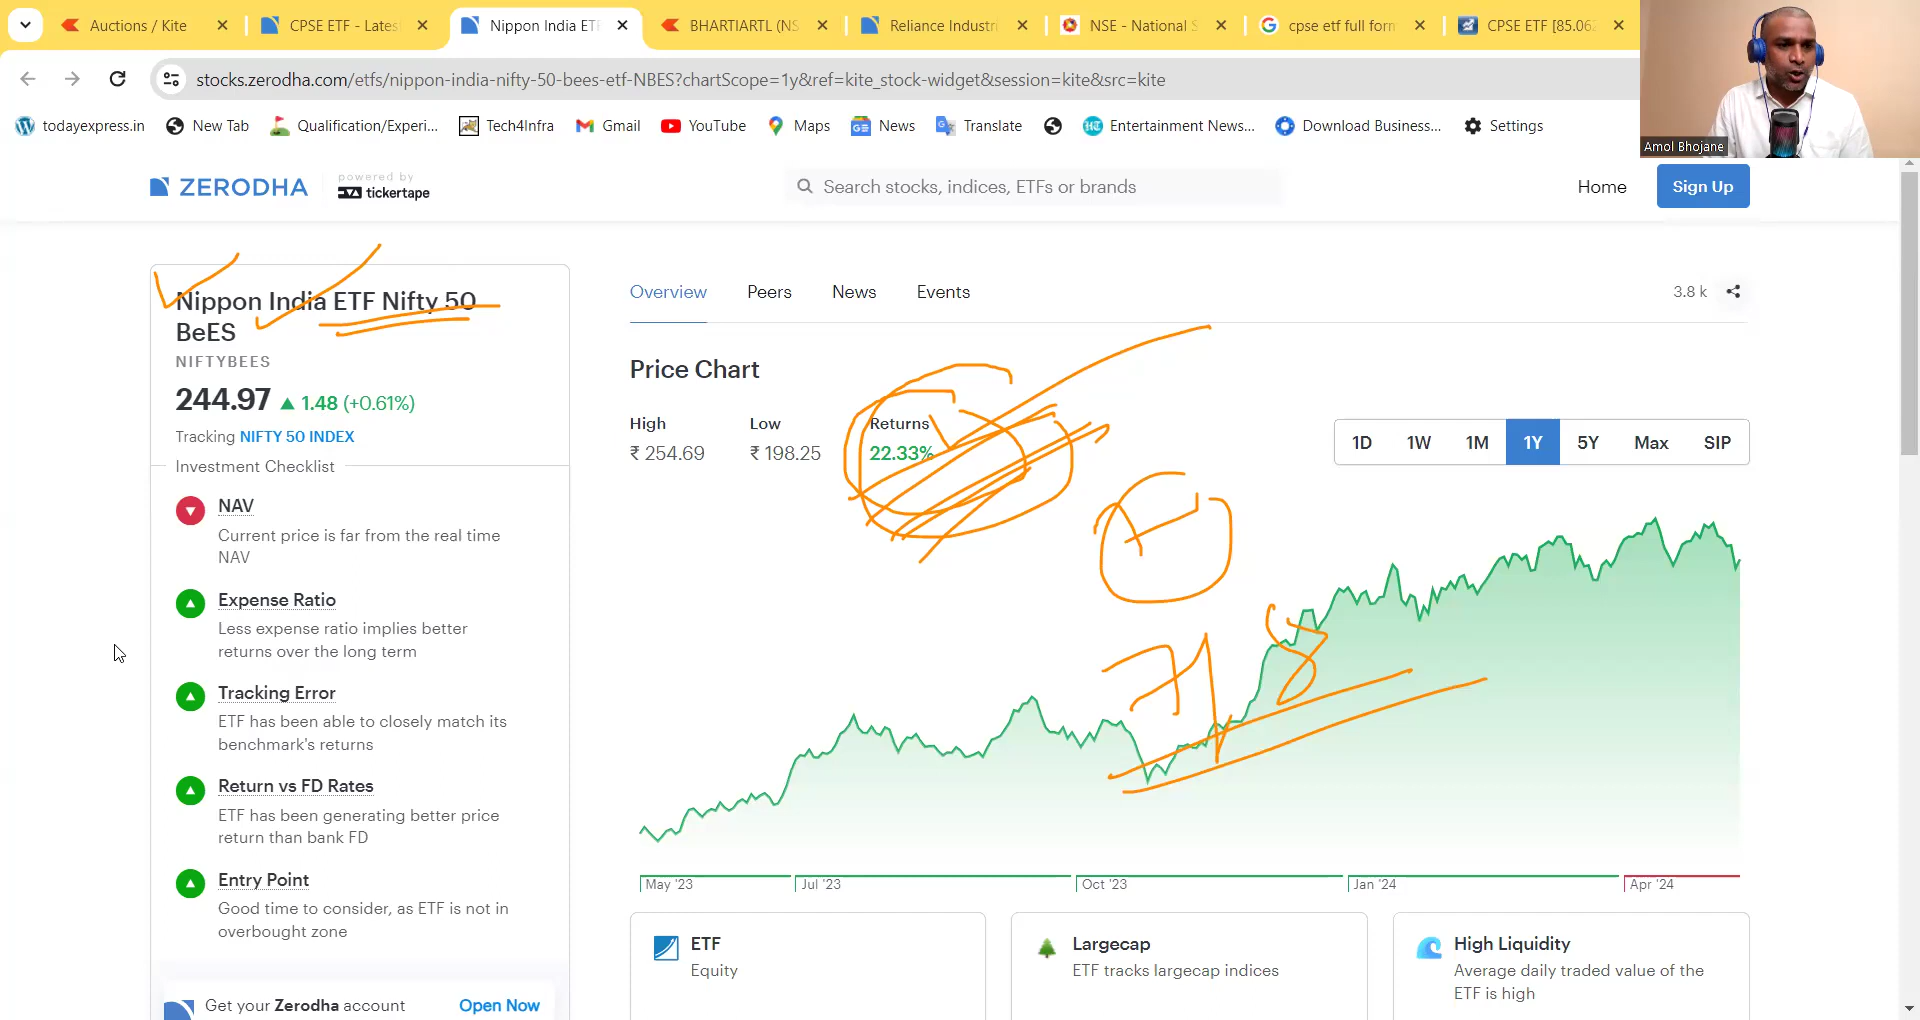 Auctions / Kite
CPSE ETF - Lates
Nippon India ET
BHARTIARTL (NS
Reliance Industri
NSE - National S
cpse etf full form
CPSE ETF [85.06
stocks.zerodha.com/etfs/nippon-india-nifty-50-bees-etf-NBES?chartScope=1y&ref=kite_stock-widget&session=kite&src=kite
todayexpress.in
New Tab
Qualification/Experi...
Tech4Infra
Gmail
YouTube
Maps
News
Translate
Entertainment News...
Download Business...
Settings
Amol Bhojane
ZERODHA
powered by
tickertape
Search stocks, indices, ETFs or brands
Home
Sign Up
Nippon India ETF Nifty 50
BeES
NIFTYBEES
244.97 ▲ 1.48 (+0.61%)
Tracking NIFTY 50 INDEX
Investment Checklist
NAV
Current price is far from the real time
NAV
Expense Ratio
Less expense ratio implies better
returns over the long term
Tracking Error
ETF has been able to closely match its
benchmark's returns
Return vs FD Rates
ETF has been generating better price
return than bank FD
Entry Point
Good time to consider, as ETF is not in
overbought zone
Get your Zerodha account
Open Now
Overview
Peers
News
Events
3.8 k
Price Chart
High
Low
Returns
₹ 254.69
₹ 198.25
22.33%
1D
1W
1M
1Y
5Y
Max
SIP
May '23
Jul '23
Oct '23
Jan '24
Apr '24
ETF
Equity
Largecap
ETF tracks largecap indices
High Liquidity
Average daily traded value of the
ETF is high